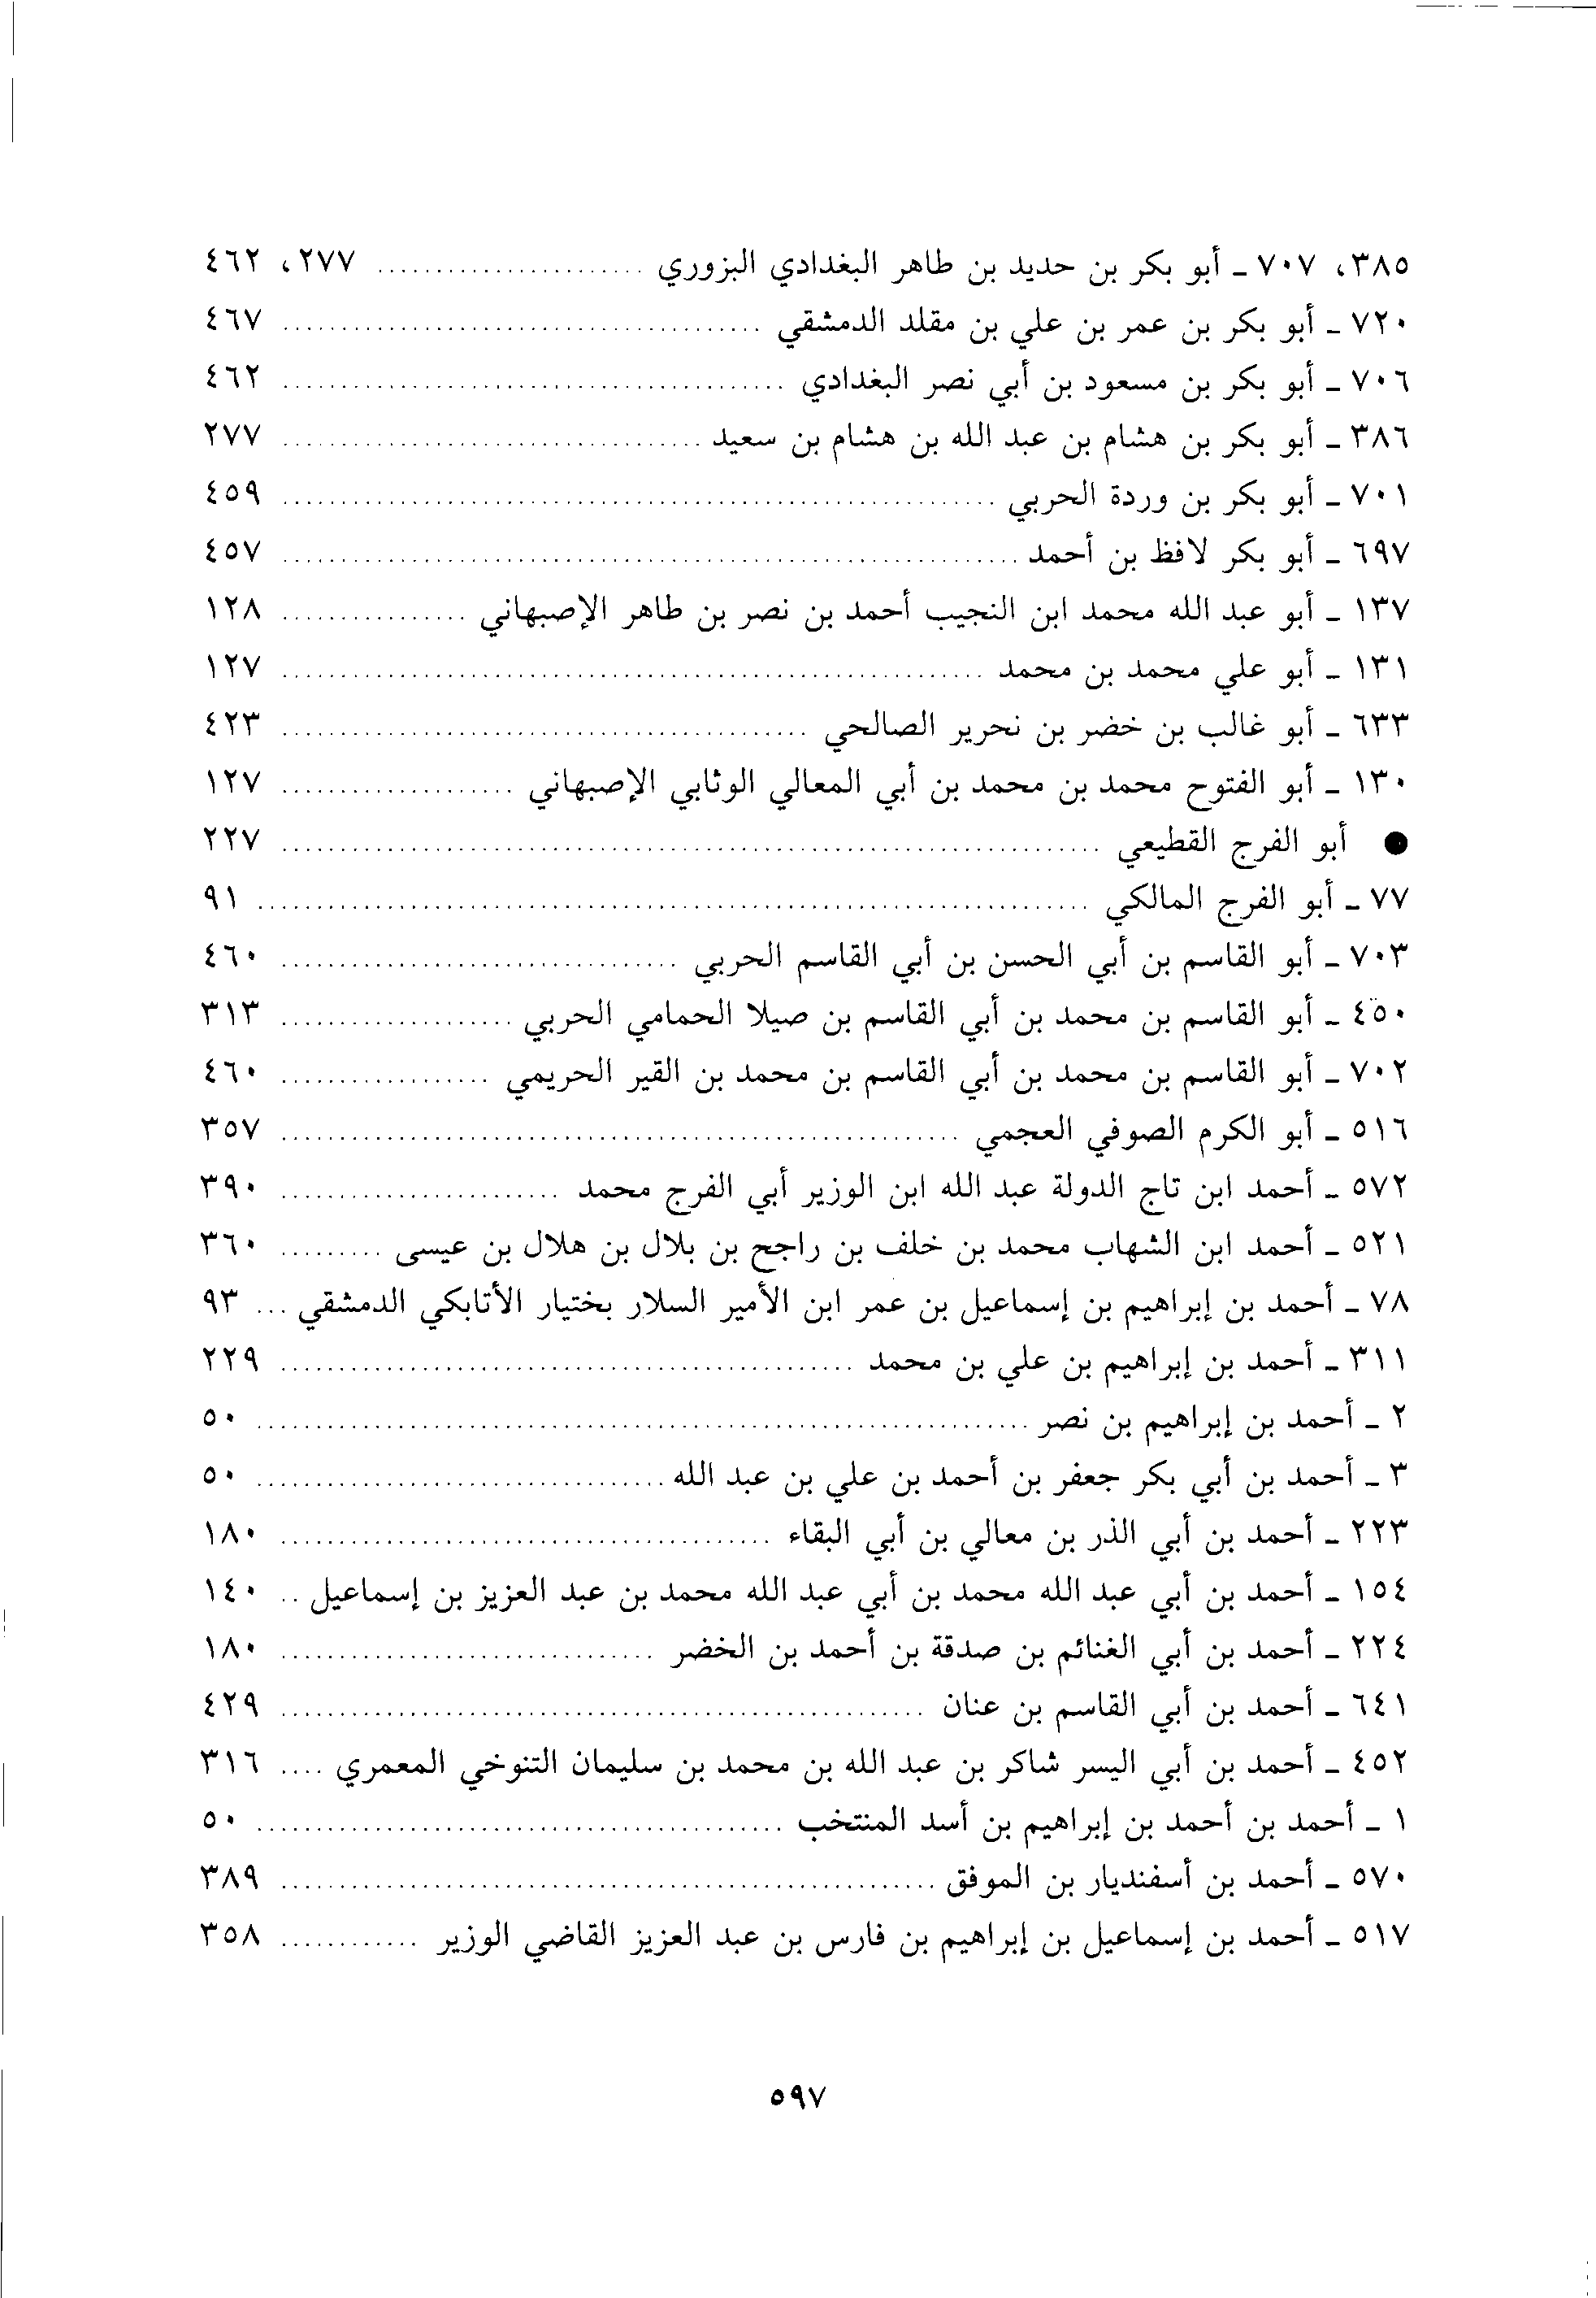 ٣٨٥، ٧٠٧ ـ أبو بكر بن حديد بن طاهر البغدادي البزوري ....................... ٢٧٧، ٤٦٢
٧٢٠ ـ أبو بكر بن عمر بن علي بن مقلد الدمشقي ......................................... ٤٦٧
٧٠٦ ـ أبو بكر بن مسعود بن أبي نصر البغدادي ........................................... ٤٦٢
٣٨٦ ـ أبو بكر بن هشام بن عبد الله بن هشام بن سعيد .................................... ٢٧٧
٧٠١ ـ أبو بكر بن وردة الحربي ............................................................. ٤٥٩
٦٩٧ ـ أبو بكر لافظ بن أحمد ............................................................... ٤٥٧
١٣٧ ـ أبو عبد الله محمد ابن النجيب أحمد بن نصر بن طاهر الإصبهاني ................ ١٢٨
١٣١ ـ أبو علي محمد بن محمد ............................................................ ١٢٧
٦٣٣ ـ أبو غالب بن خضر بن نحرير الصالحي ............................................. ٤٢٣
١٣٠ ـ أبو الفتوح محمد بن محمد بن أبي المعالي الوثابي الإصبهاني .................... ١٢٧
● أبو الفرج القطيعي ...................................................................... ٢٢٧
٧٧ ـ أبو الفرج المالكي ....................................................................... ٩١
٧٠٣ ـ أبو القاسم بن أبي الحسن بن أبي القاسم الحربي .................................. ٤٦٠
٤٥٠ ـ أبو القاسم بن محمد بن أبي القاسم بن صيلا الحمامي الحربي .................... ٣١٣
٧٠٢ ـ أبو القاسم بن محمد بن أبي القاسم بن محمد بن القير الحريمي .................. ٤٦٠
٥١٦ ـ أبو الكرم الصوفي العجمي .......................................................... ٣٥٧
٥٧٢ ـ أحمد ابن تاج الدولة عبد الله ابن الوزير أبي الفرج محمد ........................ ٣٩٠
٥٢١ ـ أحمد ابن الشهاب محمد بن خلف بن راجح بن بلال بن هلال بن عيسى ......... ٣٦٠
٧٨ ـ أحمد بن إبراهيم بن إسماعيل بن عمر ابن الأمير السلار بختيار الأتابكي الدمشقي ... ٩٣
٣١١ ـ أحمد بن إبراهيم بن علي بن محمد ................................................. ٢٢٩
٢ ـ أحمد بن إبراهيم بن نصر .................................................................. ٥٠
٣ ـ أحمد بن أبي بكر جعفر بن أحمد بن علي بن عبد الله ................................... ٥٠
٢٢٣ ـ أحمد بن أبي الذر بن معالي بن أبي البقاء .......................................... ١٨٠
١٥٤ ـ أحمد بن أبي عبد الله محمد بن أبي عبد الله محمد بن عبد العزيز بن إسماعيل .. ١٤٠
٢٢٤ ـ أحمد بن أبي الغنائم بن صدقة بن أحمد بن الخضر ................................ ١٨٠
٦٤١ ـ أحمد بن أبي القاسم بن عنان ....................................................... ٤٢٩
٤٥٢ ـ أحمد بن أبي اليسر شاكر بن عبد الله بن محمد بن سليمان التنوخي المعمري .... ٣١٦
١ ـ أحمد بن أحمد بن إبراهيم بن أسد المنتخب ............................................. ٥٠
٥٧٠ ـ أحمد بن أسفنديار بن الموفق ........................................................ ٣٨٩
٥١٧ ـ أحمد بن إسماعيل بن إبراهيم بن فارس بن عبد العزيز القاضي الوزير ............ ٣٥٨
٥٩٧